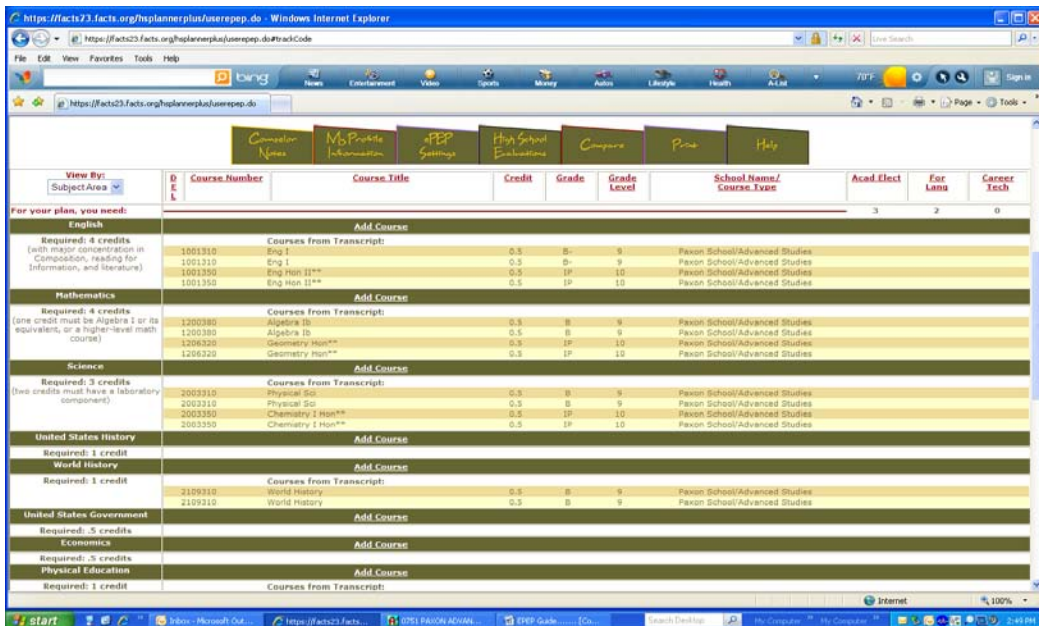 https://facts23.facts.org/hsplannerplus/userepep.do - Windows Internet Explorer
https://facts23.facts.org/hsplannerplus/userepep.do#trackCode
Live Search
File Edit View Favorites Tools Help
bing News Entertainment Video Sports Money Autos Lifestyle Health A-List 70°F Sign in
https://facts23.facts.org/hsplannerplus/userepep.do Page Tools
Counselor Notes My Profile Information ePEP Settings High School Evaluations Compare Print Help
View By: Subject Area DEL Course Number Course Title Credit Grade Grade Level School Name/ Course Type Acad.Elect For Lang Career Tech
For your plan, you need: 3 2 0
English Add Course
Required: 4 credits Courses from Transcript:
(with major concentration in Composition, reading for Information, and literature)
1001310 Eng I 0.5 B- 9 Paxon School/Advanced Studies
1001310 Eng I 0.5 B- 9 Paxon School/Advanced Studies
1001350 Eng Hon II** 0.5 IP 10 Paxon School/Advanced Studies
1001350 Eng Hon II** 0.5 IP 10 Paxon School/Advanced Studies
Mathematics Add Course
Required: 4 credits Courses from Transcript:
(one credit must be Algebra I or its equivalent, or a higher-level math course)
1200380 Algebra Ib 0.5 B 9 Paxon School/Advanced Studies
1200380 Algebra Ib 0.5 B 9 Paxon School/Advanced Studies
1206320 Geometry Hon** 0.5 IP 10 Paxon School/Advanced Studies
1206320 Geometry Hon** 0.5 IP 10 Paxon School/Advanced Studies
Science Add Course
Required: 3 credits Courses from Transcript:
(two credits must have a laboratory component)
2003310 Physical Sci 0.5 B 9 Paxon School/Advanced Studies
2003310 Physical Sci 0.5 B 9 Paxon School/Advanced Studies
2003350 Chemistry I Hon** 0.5 IP 10 Paxon School/Advanced Studies
2003350 Chemistry I Hon** 0.5 IP 10 Paxon School/Advanced Studies
United States History Add Course
Required: 1 credit
World History Add Course
Required: 1 credit Courses from Transcript:
2109310 World History 0.5 B 9 Paxon School/Advanced Studies
2109310 World History 0.5 B 9 Paxon School/Advanced Studies
United States Government Add Course
Required: .5 credits
Economics Add Course
Required: .5 credits
Physical Education Add Course
Required: 1 credit Courses from Transcript:
Internet 100%
start Inbox - Microsoft Out... https://facts23.facts... 0751 PAXON ADVAN... EPEP Guide ........ [Co... Search Desktop My Computer My Computer 2:49 PM